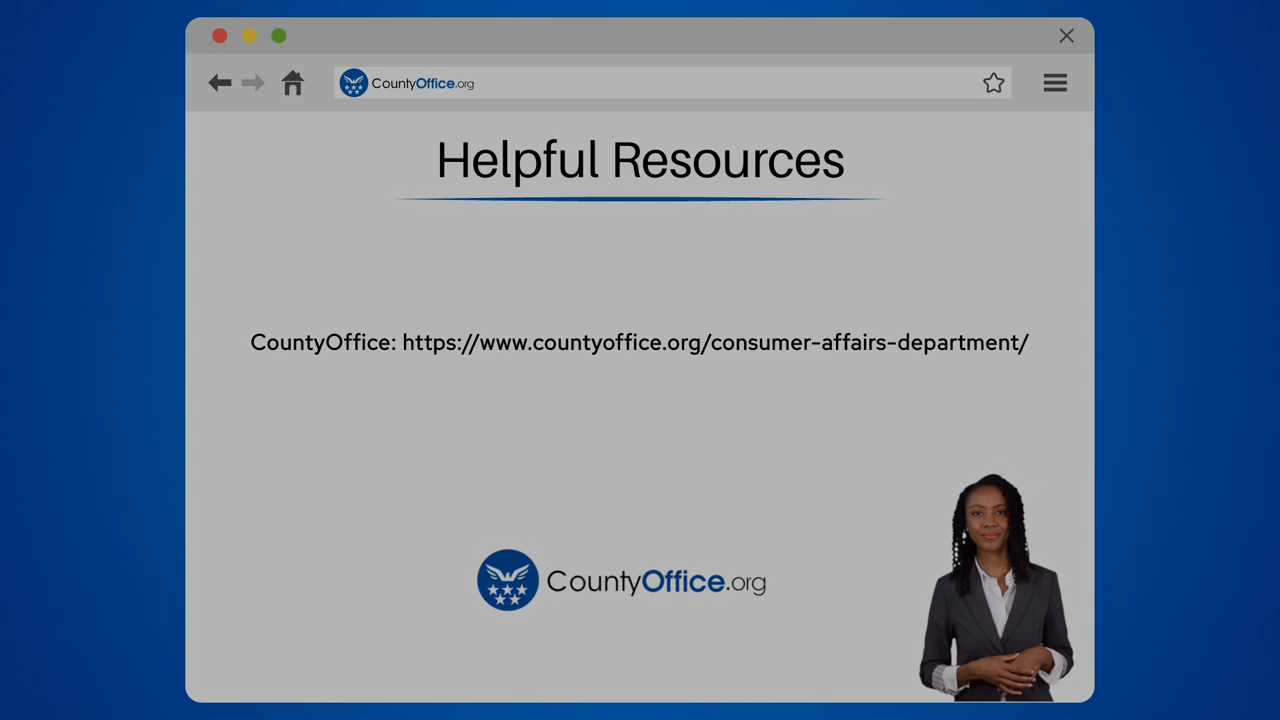 CountyOffice.org
Helpful Resources
CountyOffice: https://www.countyoffice.org/consumer-affairs-department/
CountyOffice.org